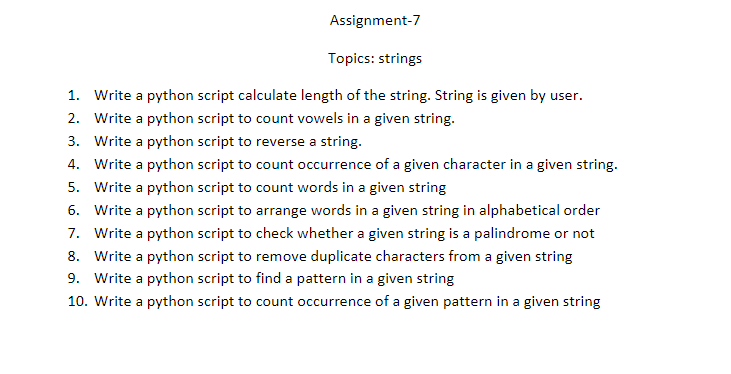 Assignment-7
Topics: strings
1. Write a python script calculate length of the string. String is given by user.
2. Write a python script to count vowels in a given string.
3. Write a python script to reverse a string.
4. Write a python script to count occurrence of a given character in a given string.
5. Write a python script to count words in a given string
6. Write a python script to arrange words in a given string in alphabetical order
7. Write a python script to check whether a given string is a palindrome or not
8. Write a python script to remove duplicate characters from a given string
9. Write a python script to find a pattern in a given string
10. Write a python script to count occurrence of a given pattern in a given string